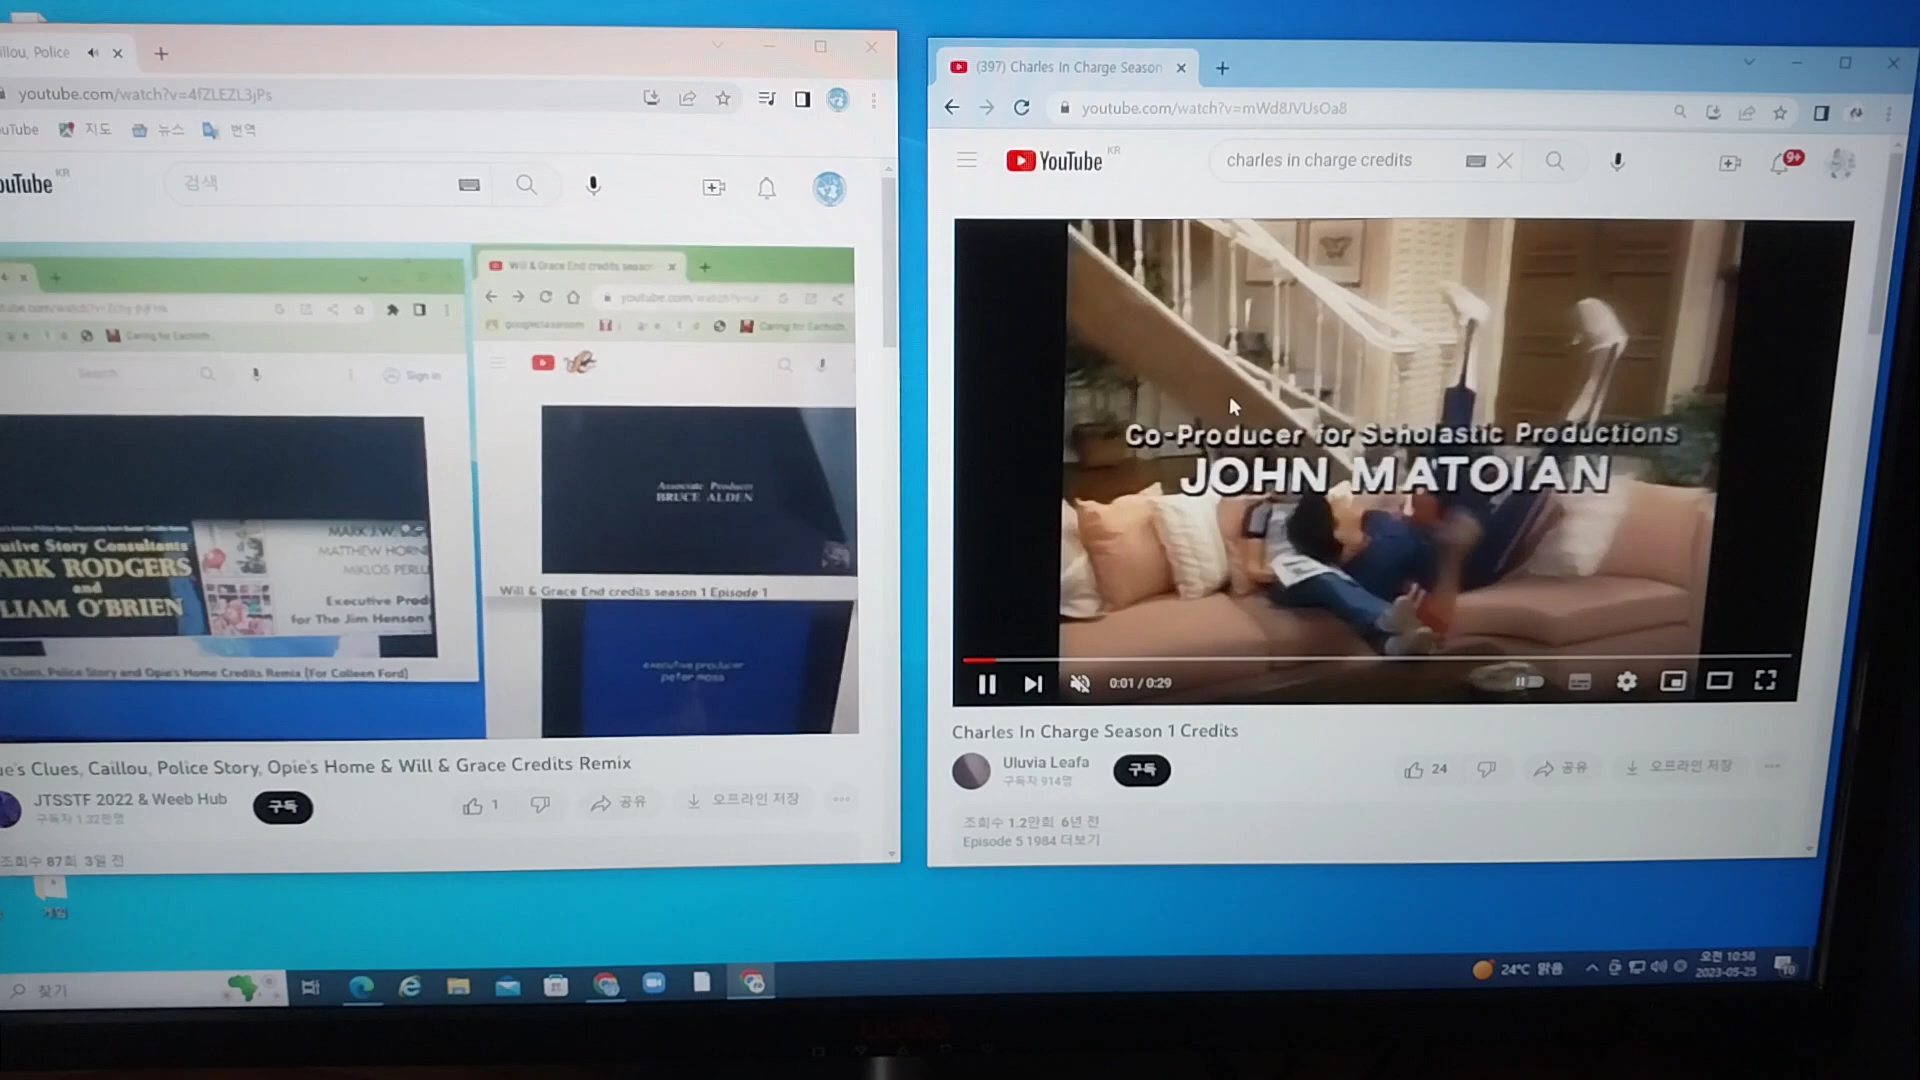 illou, Police
youtube.com/watch?v=4fZLEZL3jPs
uTube 지도 뉴스 번역
ouTube KR
검색
Will & Grace End credits season
Caring for Eachoth
Search
Sign in
utive Story Consultants
ARK RODGERS
and
LIAM O'BRIEN
MATTHEW HORN
MIKLOS PERLU
Executive Prod
for The Jim Henson
's Clues, Police Story and Opie's Home Credits Remix (For Colleen Ford)
youtube.com/watch?v=
googleclassroom
Caring for Eachoth
Associate Producer
BRUCE ALDEN
Will & Grace End credits season 1 Episode 1
executive producer
peter moss
ue's Clues, Caillou, Police Story, Opie's Home & Will & Grace Credits Remix
JTSSTF 2022 & Weeb Hub
구독자 1.32천명
구독
1
공유
오프라인 저장
조회수 87회 3일 전
(397) Charles In Charge Season
youtube.com/watch?v=mWd8JVUsOa8
YouTube KR
charles in charge credits
9+
Co-Producer for Scholastic Productions
JOHN MATOIAN
0:01 / 0:29
Charles In Charge Season 1 Credits
Uluvia Leafa
구독자 914명
구독
24
공유
오프라인 저장
조회수 1.2만회 6년 전
Episode 5 1984 더보기
게임
찾기
24°C 맑음
오전 10:58
2023-05-25
10